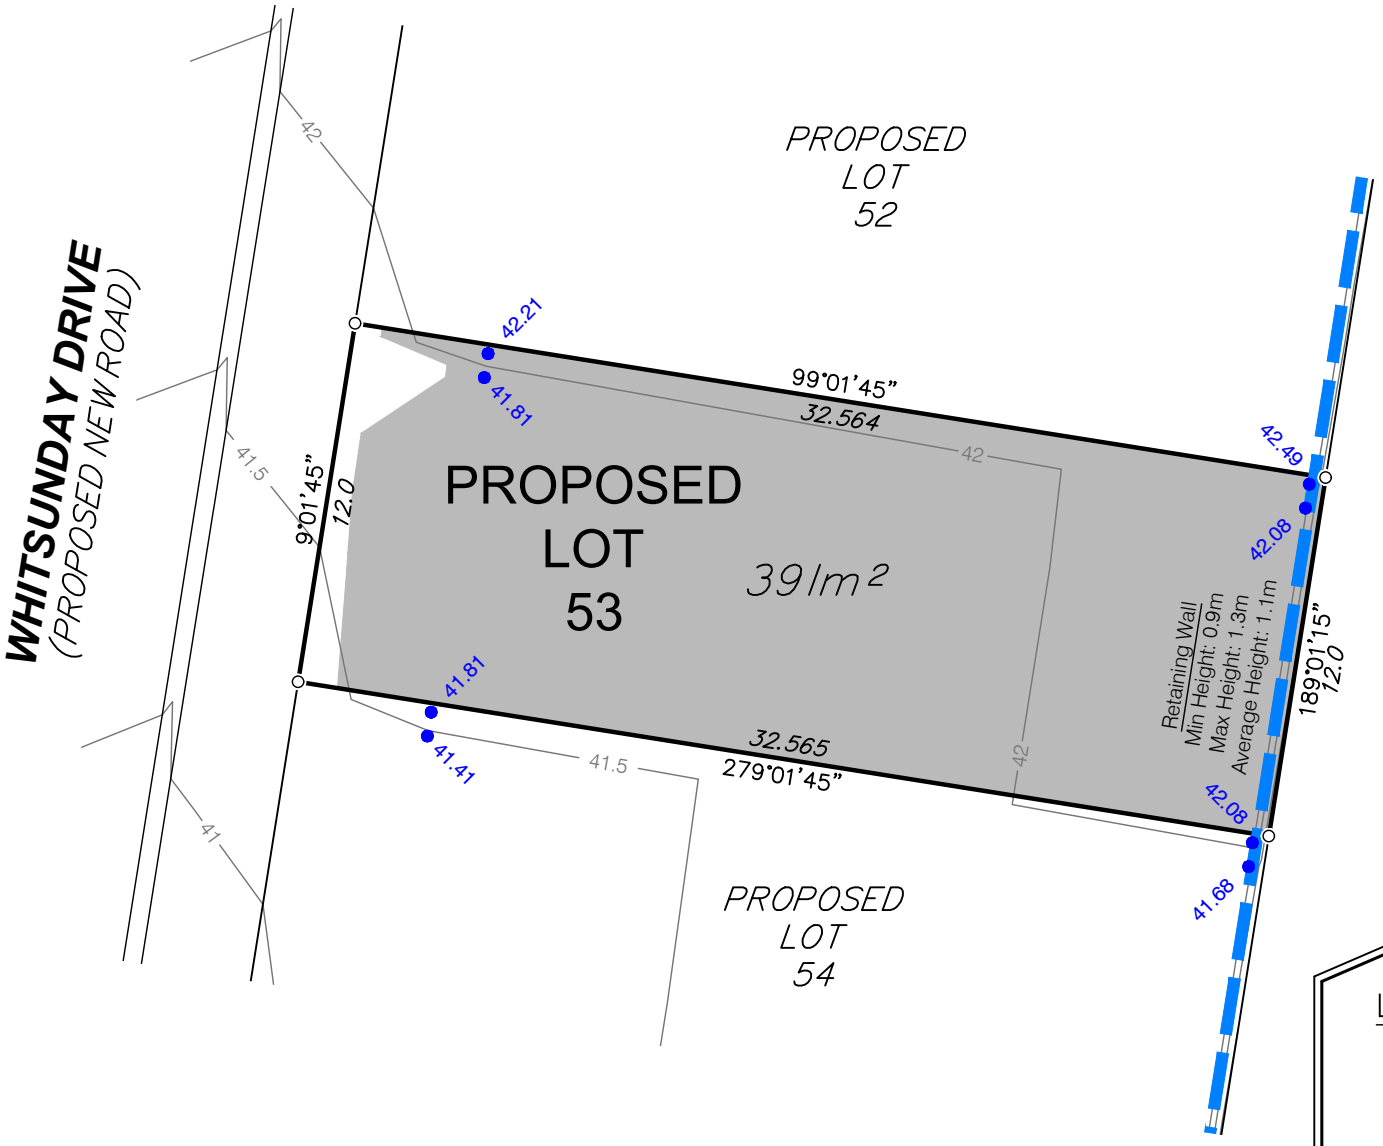 42
PROPOSED
LOT
52
WHITSUNDAY DRIVE
(PROPOSED NEW ROAD)
42.21
41.81
99°01'45"
32.564
42
42.49
42.08
41.5
9°01'45"
12.0
PROPOSED
LOT
53
391m²
Retaining Wall
Min Height: 0.9m
Max Height: 1.3m
Average Height: 1.1m
189°01'15"
12.0
41.81
41.41
32.565
279°01'45"
41.5
42
42.08
41.68
41
PROPOSED
LOT
54